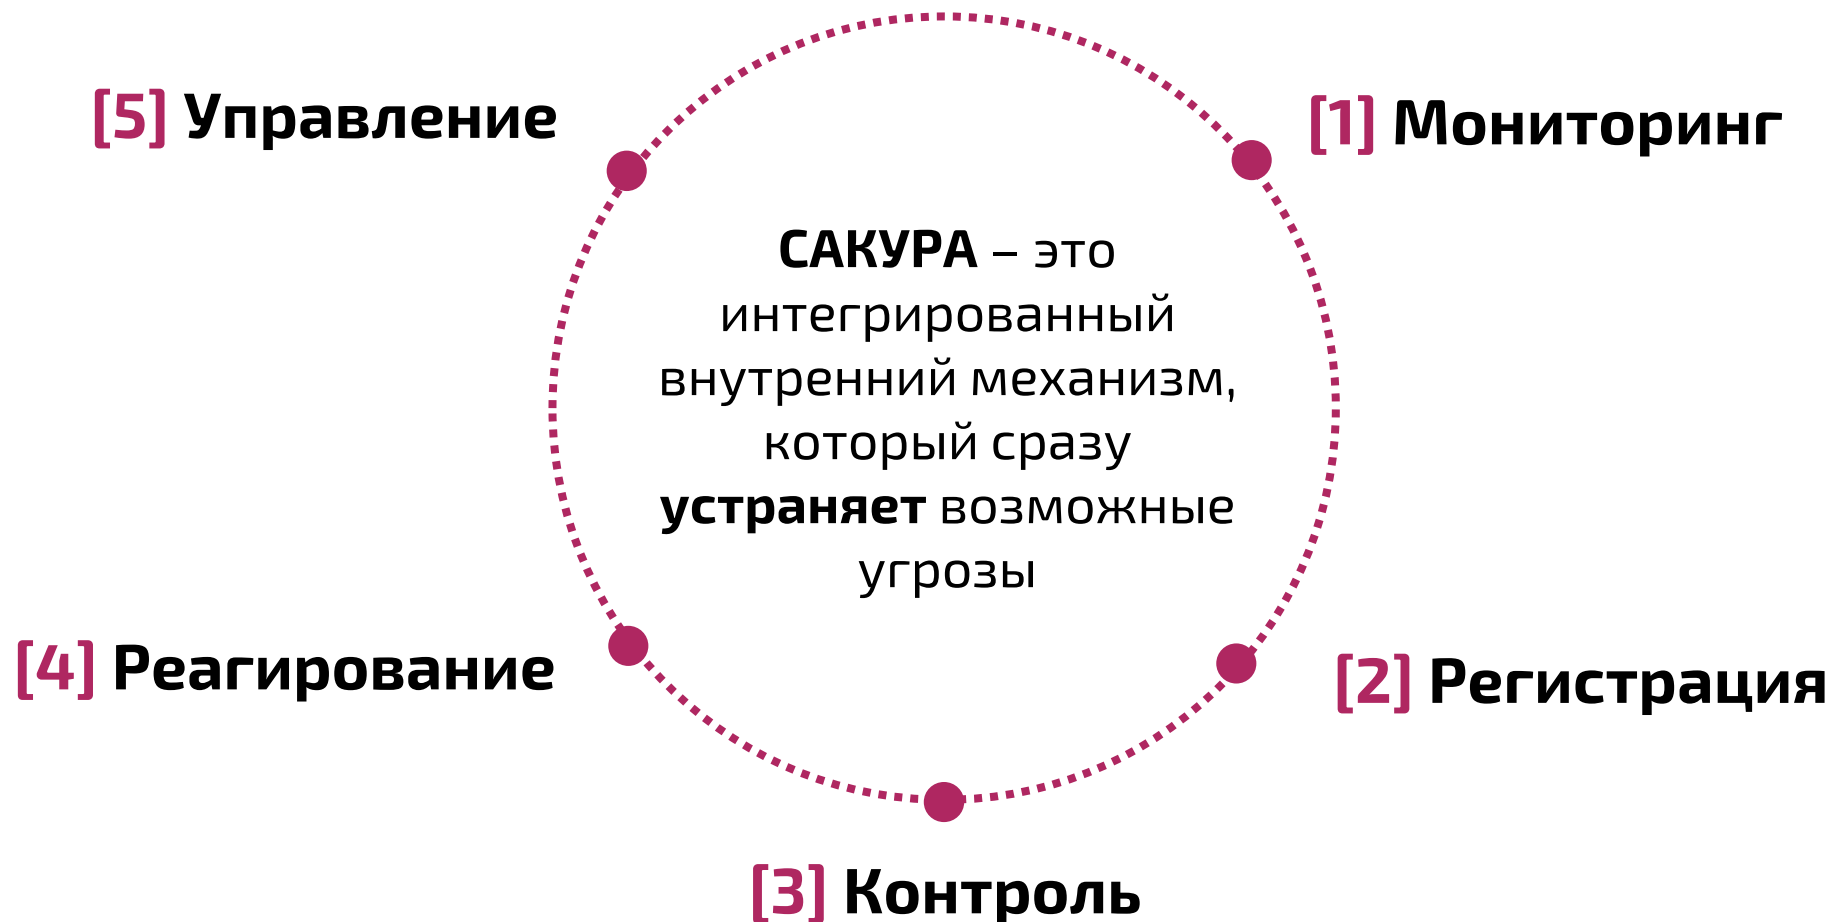 [5] Управление
[1] Мониторинг
САКУРА – это
интегрированный
внутренний механизм,
который сразу
устраняет возможные
угрозы
[4] Реагирование
[2] Регистрация
[3] Контроль